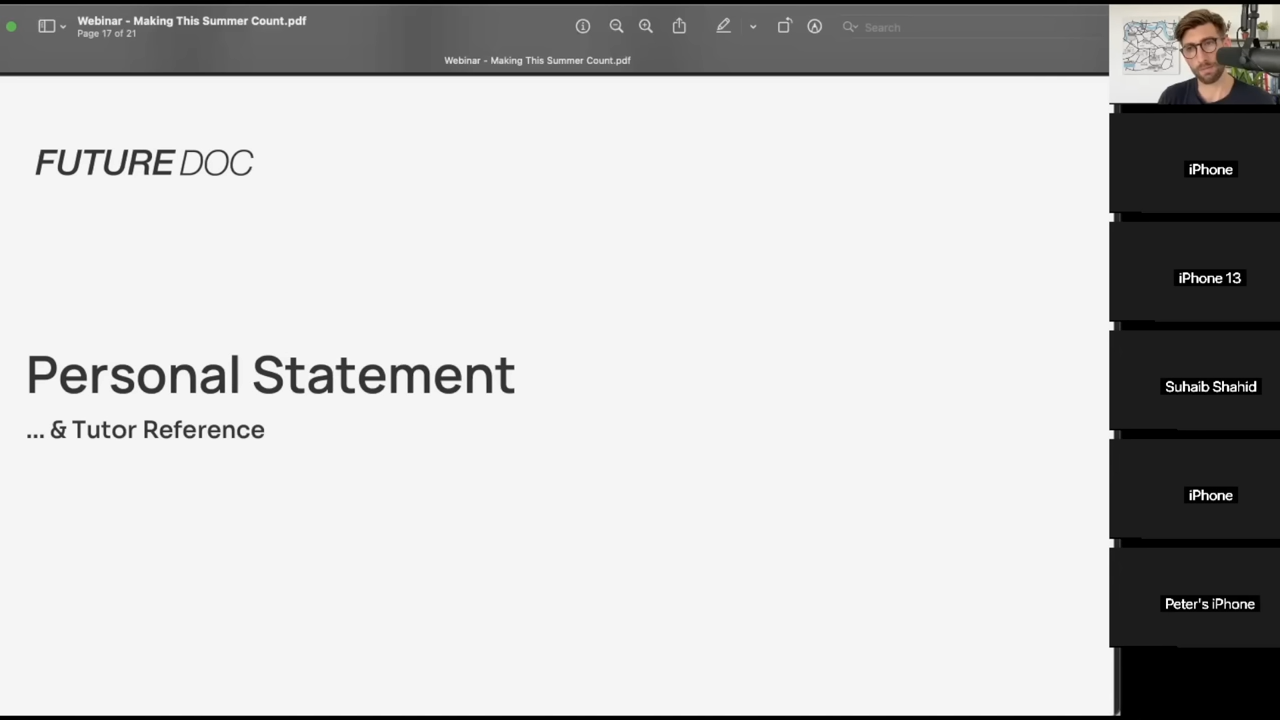 Webinar - Making This Summer Count.pdf
Page 17 of 21
Search
Webinar - Making This Summer Count.pdf
FUTURE DOC
Personal Statement
... & Tutor Reference
iPhone
iPhone 13
Suhaib Shahid
iPhone
Peter's iPhone